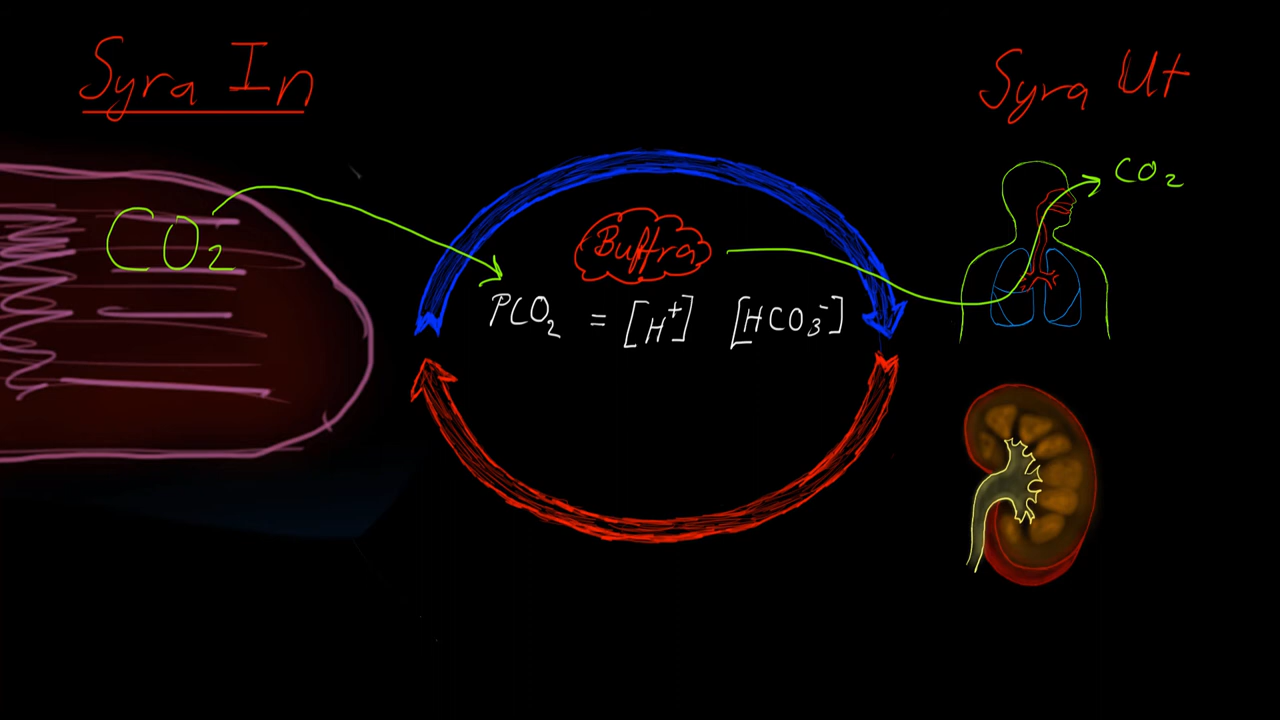 Syra In
Syra Ut
CO₂
CO₂
Buffra
PCO₂ = [H⁺] [HCO₃⁻]